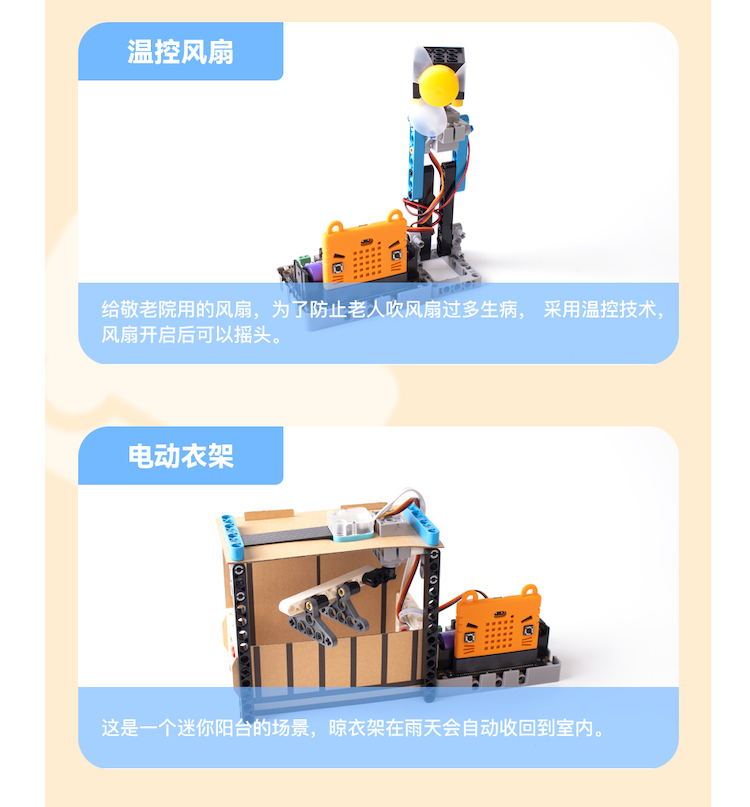 温控风扇
给敬老院用的风扇，为了防止老人吹风扇过多生病， 采用温控技术，
风扇开启后可以摇头。
电动衣架
这是一个迷你阳台的场景，晾衣架在雨天会自动收回到室内。